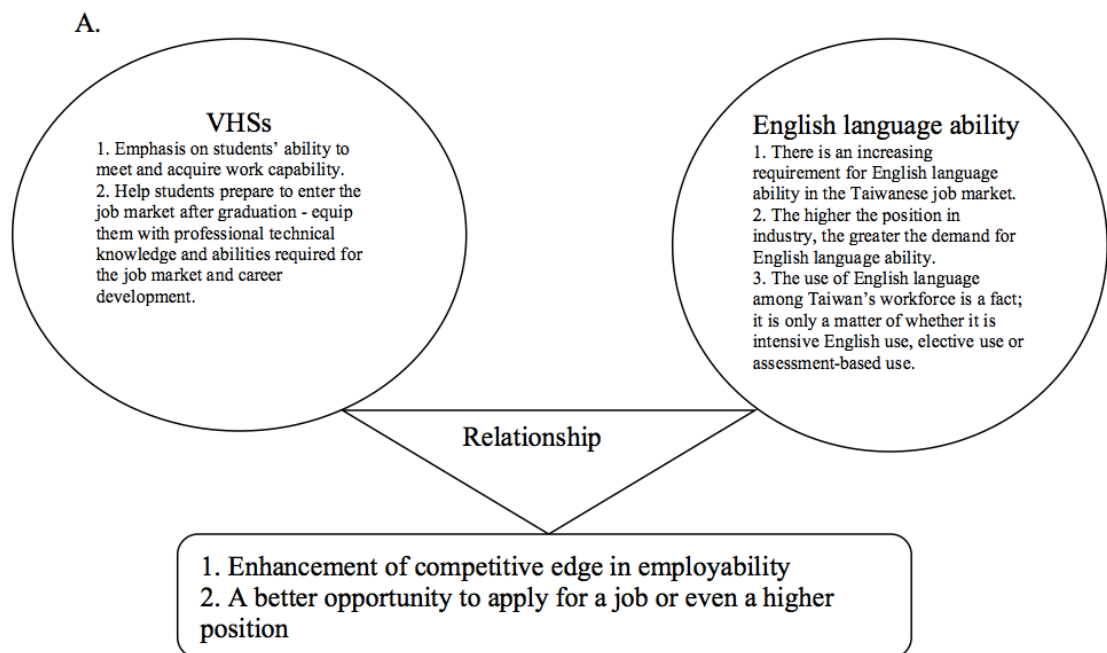 A.
VHSs
1. Emphasis on students’ ability to
meet and acquire work capability.
2. Help students prepare to enter the
job market after graduation - equip
them with professional technical
knowledge and abilities required for
the job market and career
development.
English language ability
1. There is an increasing
requirement for English language
ability in the Taiwanese job market.
2. The higher the position in
industry, the greater the demand for
English language ability.
3. The use of English language
among Taiwan’s workforce is a fact;
it is only a matter of whether it is
intensive English use, elective use or
assessment-based use.
Relationship
1. Enhancement of competitive edge in employability
2. A better opportunity to apply for a job or even a higher
position